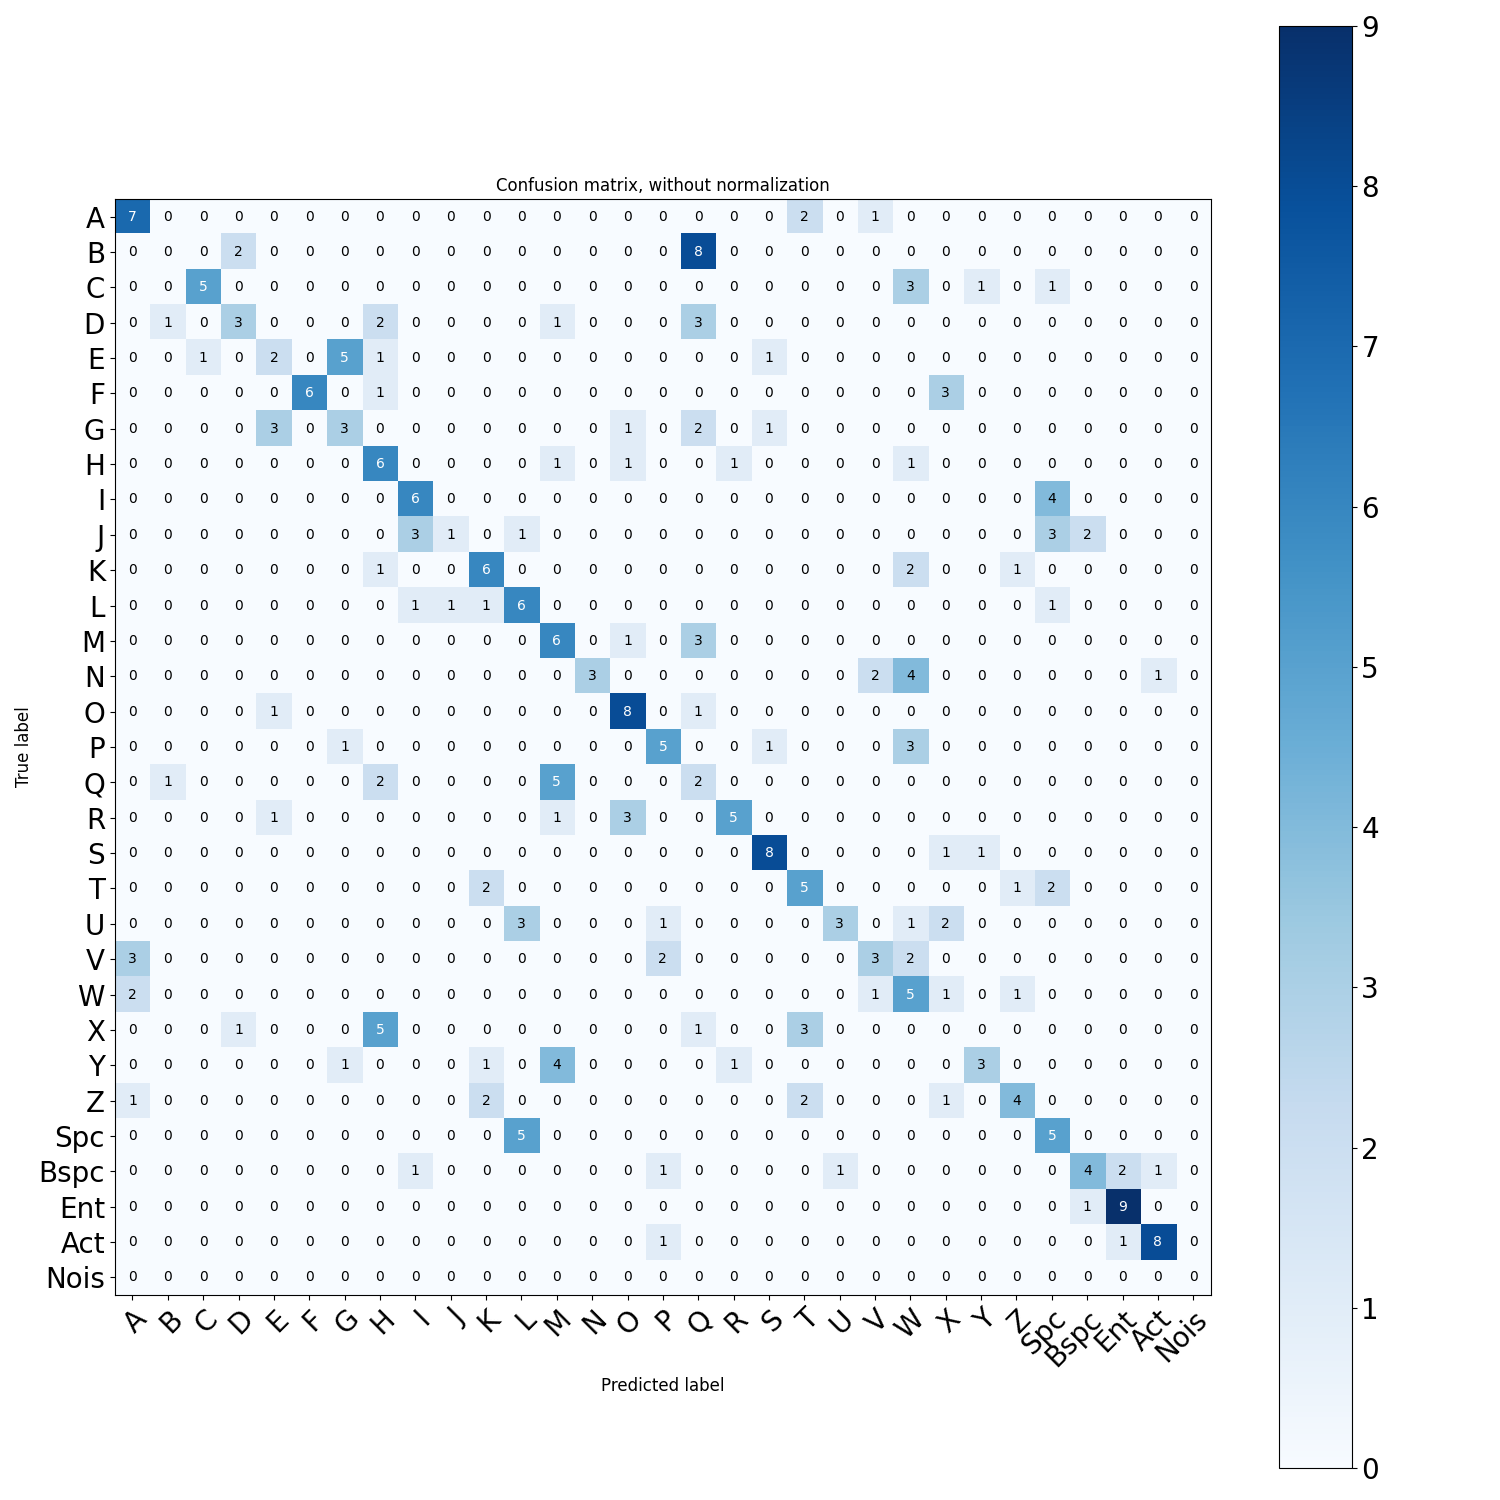 Confusion matrix, without normalization
A 7 0 0 0 0 0 0 0 0 0 0 0 0 0 0 0 0 0 0 2 0 1 0 0 0 0 0 0 0 0 0
B 0 0 0 2 0 0 0 0 0 0 0 0 0 0 0 0 8 0 0 0 0 0 0 0 0 0 0 0 0 0 0
C 0 0 5 0 0 0 0 0 0 0 0 0 0 0 0 0 0 0 0 0 0 0 3 0 1 0 1 0 0 0 0
D 0 1 0 3 0 0 0 2 0 0 0 0 1 0 0 0 3 0 0 0 0 0 0 0 0 0 0 0 0 0 0
E 0 0 1 0 2 0 5 1 0 0 0 0 0 0 0 0 0 0 1 0 0 0 0 0 0 0 0 0 0 0 0
F 0 0 0 0 0 6 0 1 0 0 0 0 0 0 0 0 0 0 0 0 0 0 0 3 0 0 0 0 0 0 0
G 0 0 0 0 3 0 3 0 0 0 0 0 0 0 1 0 2 0 1 0 0 0 0 0 0 0 0 0 0 0 0
H 0 0 0 0 0 0 0 6 0 0 0 0 1 0 1 0 0 1 0 0 0 0 1 0 0 0 0 0 0 0 0
I 0 0 0 0 0 0 0 0 6 0 0 0 0 0 0 0 0 0 0 0 0 0 0 0 0 0 4 0 0 0 0
J 0 0 0 0 0 0 0 0 3 1 0 1 0 0 0 0 0 0 0 0 0 0 0 0 0 0 3 2 0 0 0
K 0 0 0 0 0 0 0 1 0 0 6 0 0 0 0 0 0 0 0 0 0 0 2 0 0 1 0 0 0 0 0
L 0 0 0 0 0 0 0 0 1 1 1 6 0 0 0 0 0 0 0 0 0 0 0 0 0 0 1 0 0 0 0
M 0 0 0 0 0 0 0 0 0 0 0 0 6 0 1 0 3 0 0 0 0 0 0 0 0 0 0 0 0 0 0
N 0 0 0 0 0 0 0 0 0 0 0 0 0 3 0 0 0 0 0 0 0 2 4 0 0 0 0 0 0 1 0
O 0 0 0 0 1 0 0 0 0 0 0 0 0 0 8 0 1 0 0 0 0 0 0 0 0 0 0 0 0 0 0
P 0 0 0 0 0 0 1 0 0 0 0 0 0 0 0 5 0 0 1 0 0 0 3 0 0 0 0 0 0 0 0
Q 0 1 0 0 0 0 0 2 0 0 0 0 5 0 0 0 2 0 0 0 0 0 0 0 0 0 0 0 0 0 0
R 0 0 0 0 1 0 0 0 0 0 0 0 1 0 3 0 0 5 0 0 0 0 0 0 0 0 0 0 0 0 0
S 0 0 0 0 0 0 0 0 0 0 0 0 0 0 0 0 0 0 8 0 0 0 0 1 1 0 0 0 0 0 0
T 0 0 0 0 0 0 0 0 0 0 2 0 0 0 0 0 0 0 0 5 0 0 0 0 0 1 2 0 0 0 0
U 0 0 0 0 0 0 0 0 0 0 0 3 0 0 0 1 0 0 0 0 3 0 1 2 0 0 0 0 0 0 0
V 3 0 0 0 0 0 0 0 0 0 0 0 0 0 0 2 0 0 0 0 0 3 2 0 0 0 0 0 0 0 0
W 2 0 0 0 0 0 0 0 0 0 0 0 0 0 0 0 0 0 0 0 0 1 5 1 0 1 0 0 0 0 0
X 0 0 0 1 0 0 0 5 0 0 0 0 0 0 0 0 1 0 0 3 0 0 0 0 0 0 0 0 0 0 0
Y 0 0 0 0 0 0 1 0 0 0 1 0 4 0 0 0 0 1 0 0 0 0 0 0 3 0 0 0 0 0 0
Z 1 0 0 0 0 0 0 0 0 0 2 0 0 0 0 0 0 0 0 2 0 0 0 1 0 4 0 0 0 0 0
Spc 0 0 0 0 0 0 0 0 0 0 0 5 0 0 0 0 0 0 0 0 0 0 0 0 0 0 5 0 0 0 0
Bspc 0 0 0 0 0 0 0 0 1 0 0 0 0 0 0 1 0 0 0 0 1 0 0 0 0 0 0 4 2 1 0
Ent 0 0 0 0 0 0 0 0 0 0 0 0 0 0 0 0 0 0 0 0 0 0 0 0 0 0 0 1 9 0 0
Act 0 0 0 0 0 0 0 0 0 0 0 0 0 0 0 1 0 0 0 0 0 0 0 0 0 0 0 0 1 8 0
Nois 0 0 0 0 0 0 0 0 0 0 0 0 0 0 0 0 0 0 0 0 0 0 0 0 0 0 0 0 0 0 0
A B C D E F G H I J K L M N O P Q R S T U V W X Y Z Spc Bspc Ent Act Nois
Predicted label
True label
9
8
7
6
5
4
3
2
1
0